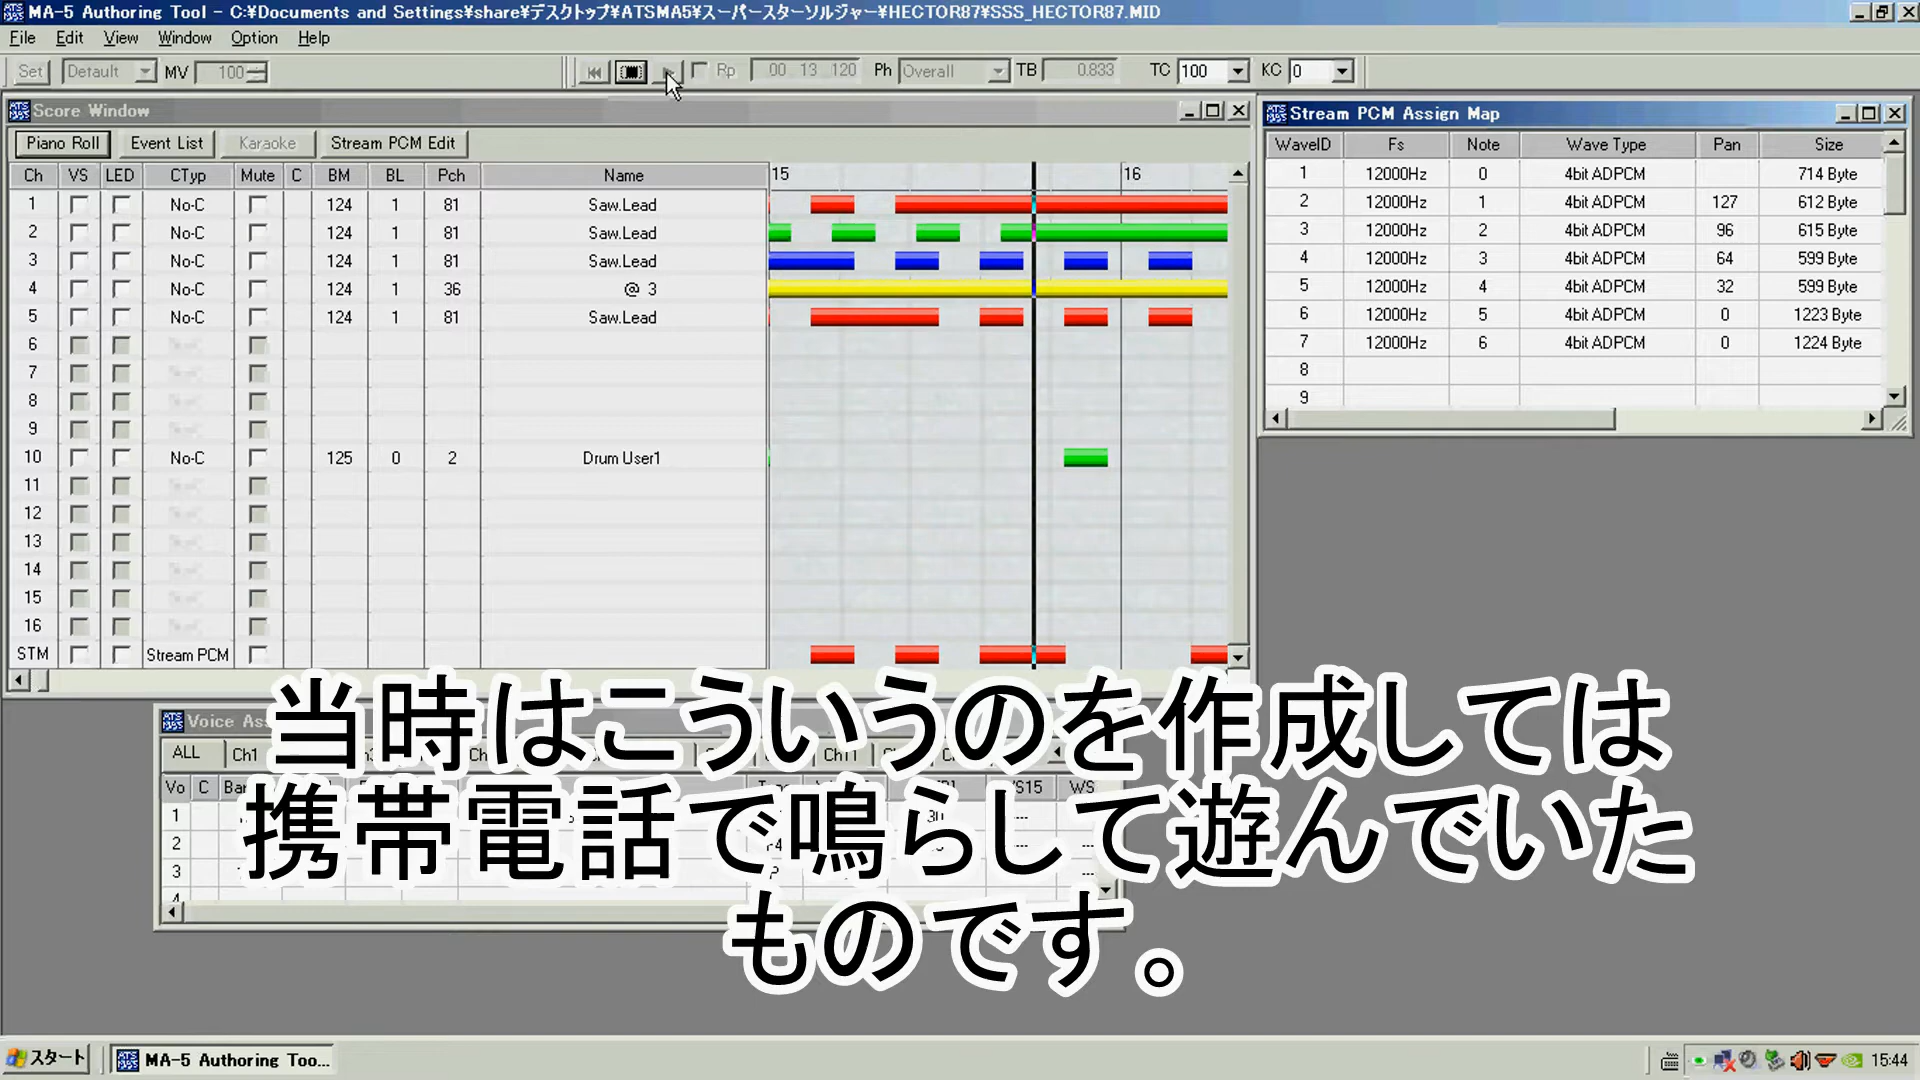 MA-5 Authoring Tool - C:¥Documents and Settings¥share¥デスクトップ¥ATSMA5¥スーパースターソルジャー¥HECTOR87¥SSS_HECTOR87.MID
File Edit View Window Option Help
Set Default MV 100 Rp 00 13 120 Ph Overall TB 0.833 TC 100 KC 0
Score Window
Piano Roll Event List Karaoke Stream PCM Edit
Ch VS LED CTyp Mute C BM BL Pch Name 15 16
1 No-C 124 1 81 Saw.Lead
2 No-C 124 1 81 Saw.Lead
3 No-C 124 1 81 Saw.Lead
4 No-C 124 1 36 @ 3
5 No-C 124 1 81 Saw.Lead
6
7
8
9
10 No-C 125 0 2 Drum User1
11
12
13
14
15
16
STM Stream PCM
Stream PCM Assign Map
WaveID Fs Note Wave Type Pan Size
1 12000Hz 0 4bit ADPCM 714 Byte
2 12000Hz 1 4bit ADPCM 127 612 Byte
3 12000Hz 2 4bit ADPCM 96 615 Byte
4 12000Hz 3 4bit ADPCM 64 599 Byte
5 12000Hz 4 4bit ADPCM 32 599 Byte
6 12000Hz 5 4bit ADPCM 0 1223 Byte
7 12000Hz 6 4bit ADPCM 0 1224 Byte
8
9
Voice
ALL Ch1 Ch11
Vo C
1
2
3
4
当時はこういうのを作成しては
携帯電話で鳴らして遊んでいた
ものです。
スタート MA-5 Authoring Too... 15:44